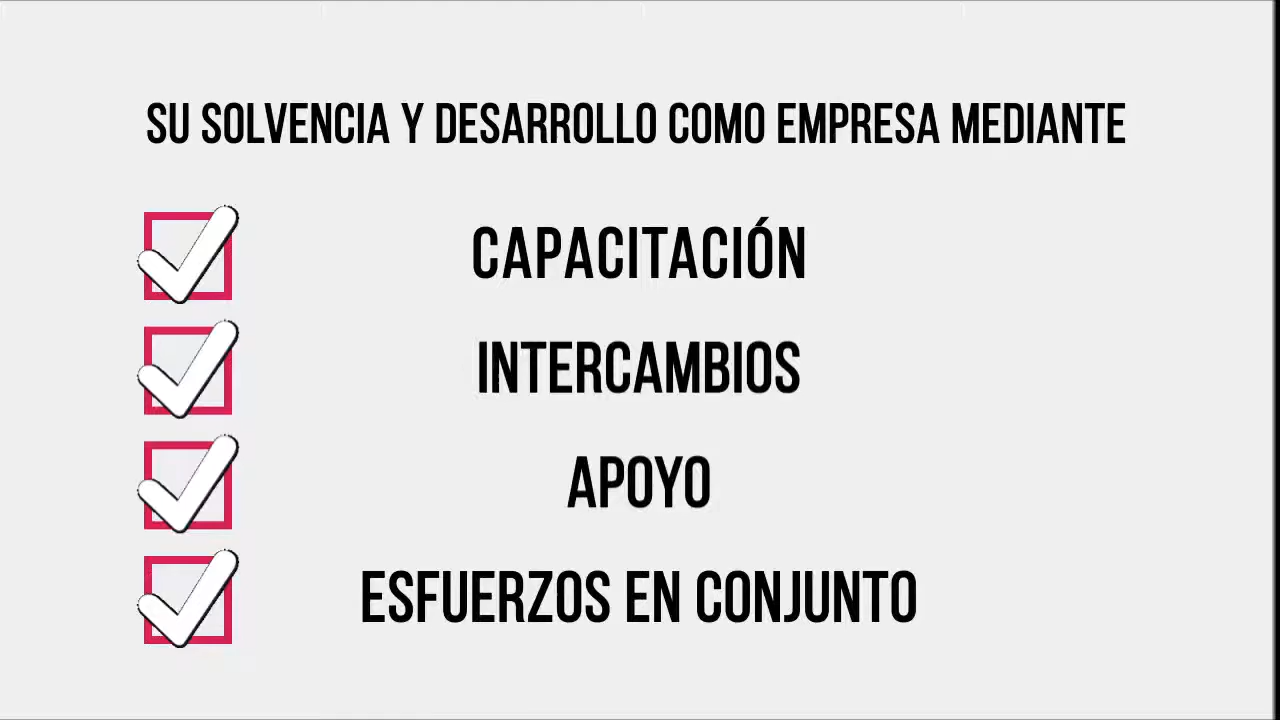 SU SOLVENCIA Y DESARROLLO COMO EMPRESA MEDIANTE
CAPACITACIÓN
INTERCAMBIOS
APOYO
ESFUERZOS EN CONJUNTO